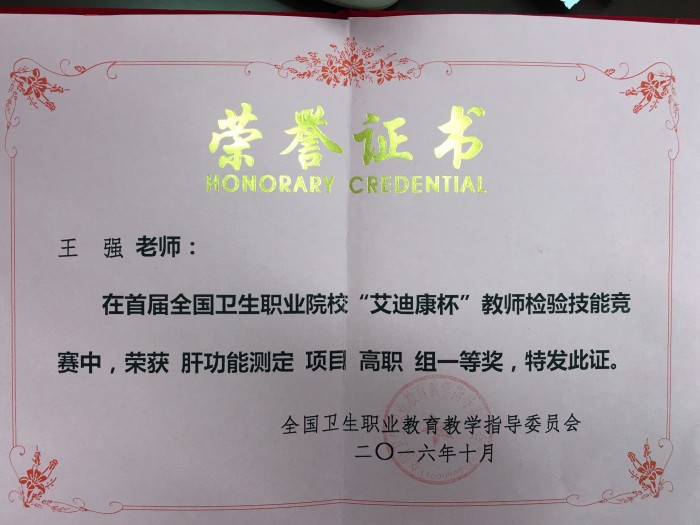 荣誉证书
HONORARY CREDENTIAL
王 强 老师：
在首届全国卫生职业院校“艾迪康杯”教师检验技能竞
赛中，荣获 肝功能测定 项目 高职 组一等奖，特发此证。
全国卫生职业教育教学指导委员会
二〇一六年十月